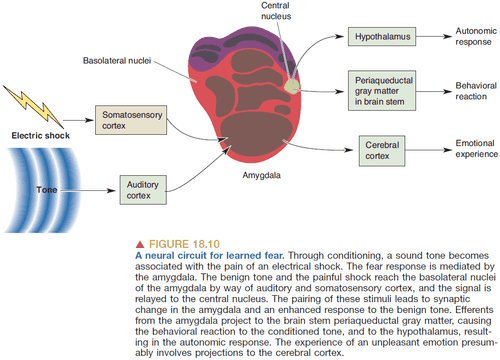 Central
nucleus
Hypothalamus
Autonomic
response
Basolateral nuclei
Periaqueductal
gray matter
in brain stem
Behavioral
reaction
Somatosensory
cortex
Electric shock
Cerebral
cortex
Emotional
experience
Amygdala
Tone
Auditory
cortex
▲ FIGURE 18.10
A neural circuit for learned fear. Through conditioning, a sound tone becomes
associated with the pain of an electrical shock. The fear response is mediated by
the amygdala. The benign tone and the painful shock reach the basolateral nuclei
of the amygdala by way of auditory and somatosensory cortex, and the signal is
relayed to the central nucleus. The pairing of these stimuli leads to synaptic
change in the amygdala and an enhanced response to the benign tone. Efferents
from the amygdala project to the brain stem periaqueductal gray matter, causing
the behavioral reaction to the conditioned tone, and to the hypothalamus, result-
ing in the autonomic response. The experience of an unpleasant emotion presum-
ably involves projections to the cerebral cortex.